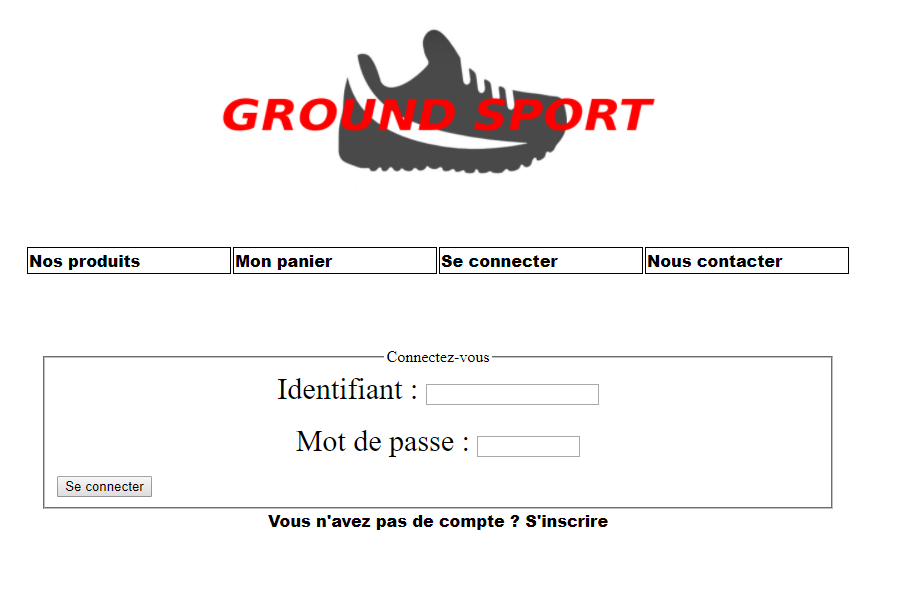 GROUND SPORT
Nos produits Mon panier Se connecter Nous contacter
Connectez-vous
Identifiant :
Mot de passe :
Se connecter
Vous n'avez pas de compte ? S'inscrire